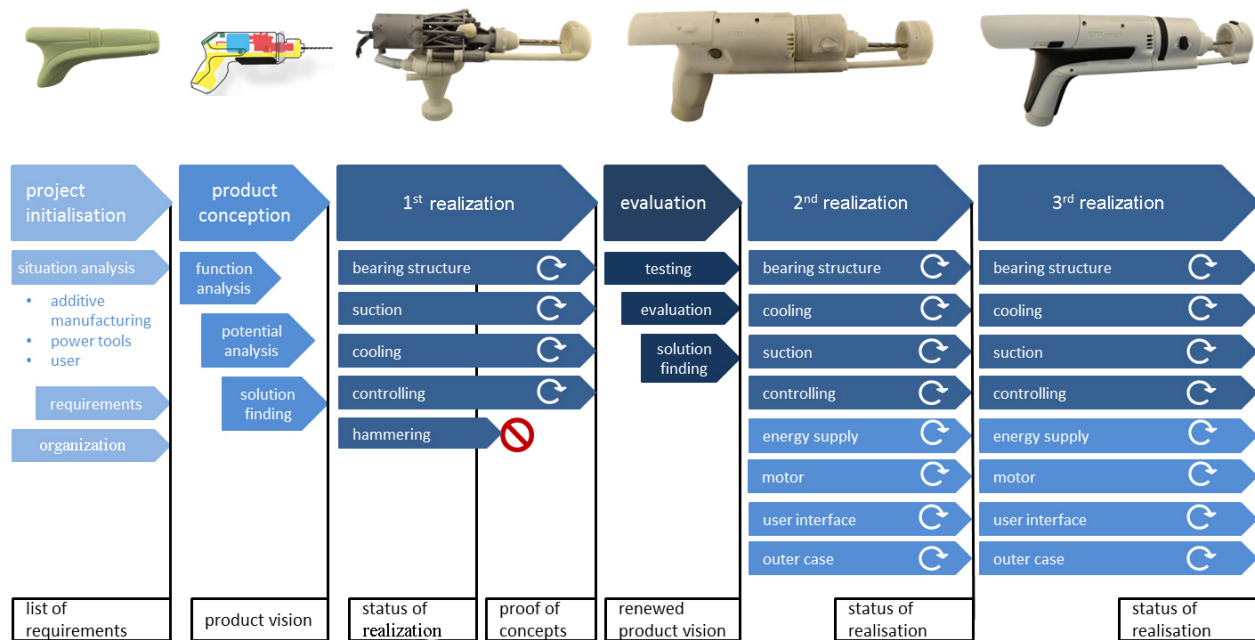 project
initialisation
product
conception
1st realization
evaluation
2nd realization
3rd realization
situation analysis
• additive
manufacturing
• power tools
• user
requirements
organization
function
analysis
potential
analysis
solution
finding
bearing structure
suction
cooling
controlling
hammering
testing
evaluation
solution
finding
bearing structure
cooling
suction
controlling
energy supply
motor
user interface
outer case
bearing structure
cooling
suction
controlling
energy supply
motor
user interface
outer case
list of
requirements
product vision
status of
realization
proof of
concepts
renewed
product vision
status of
realisation
status of
realisation